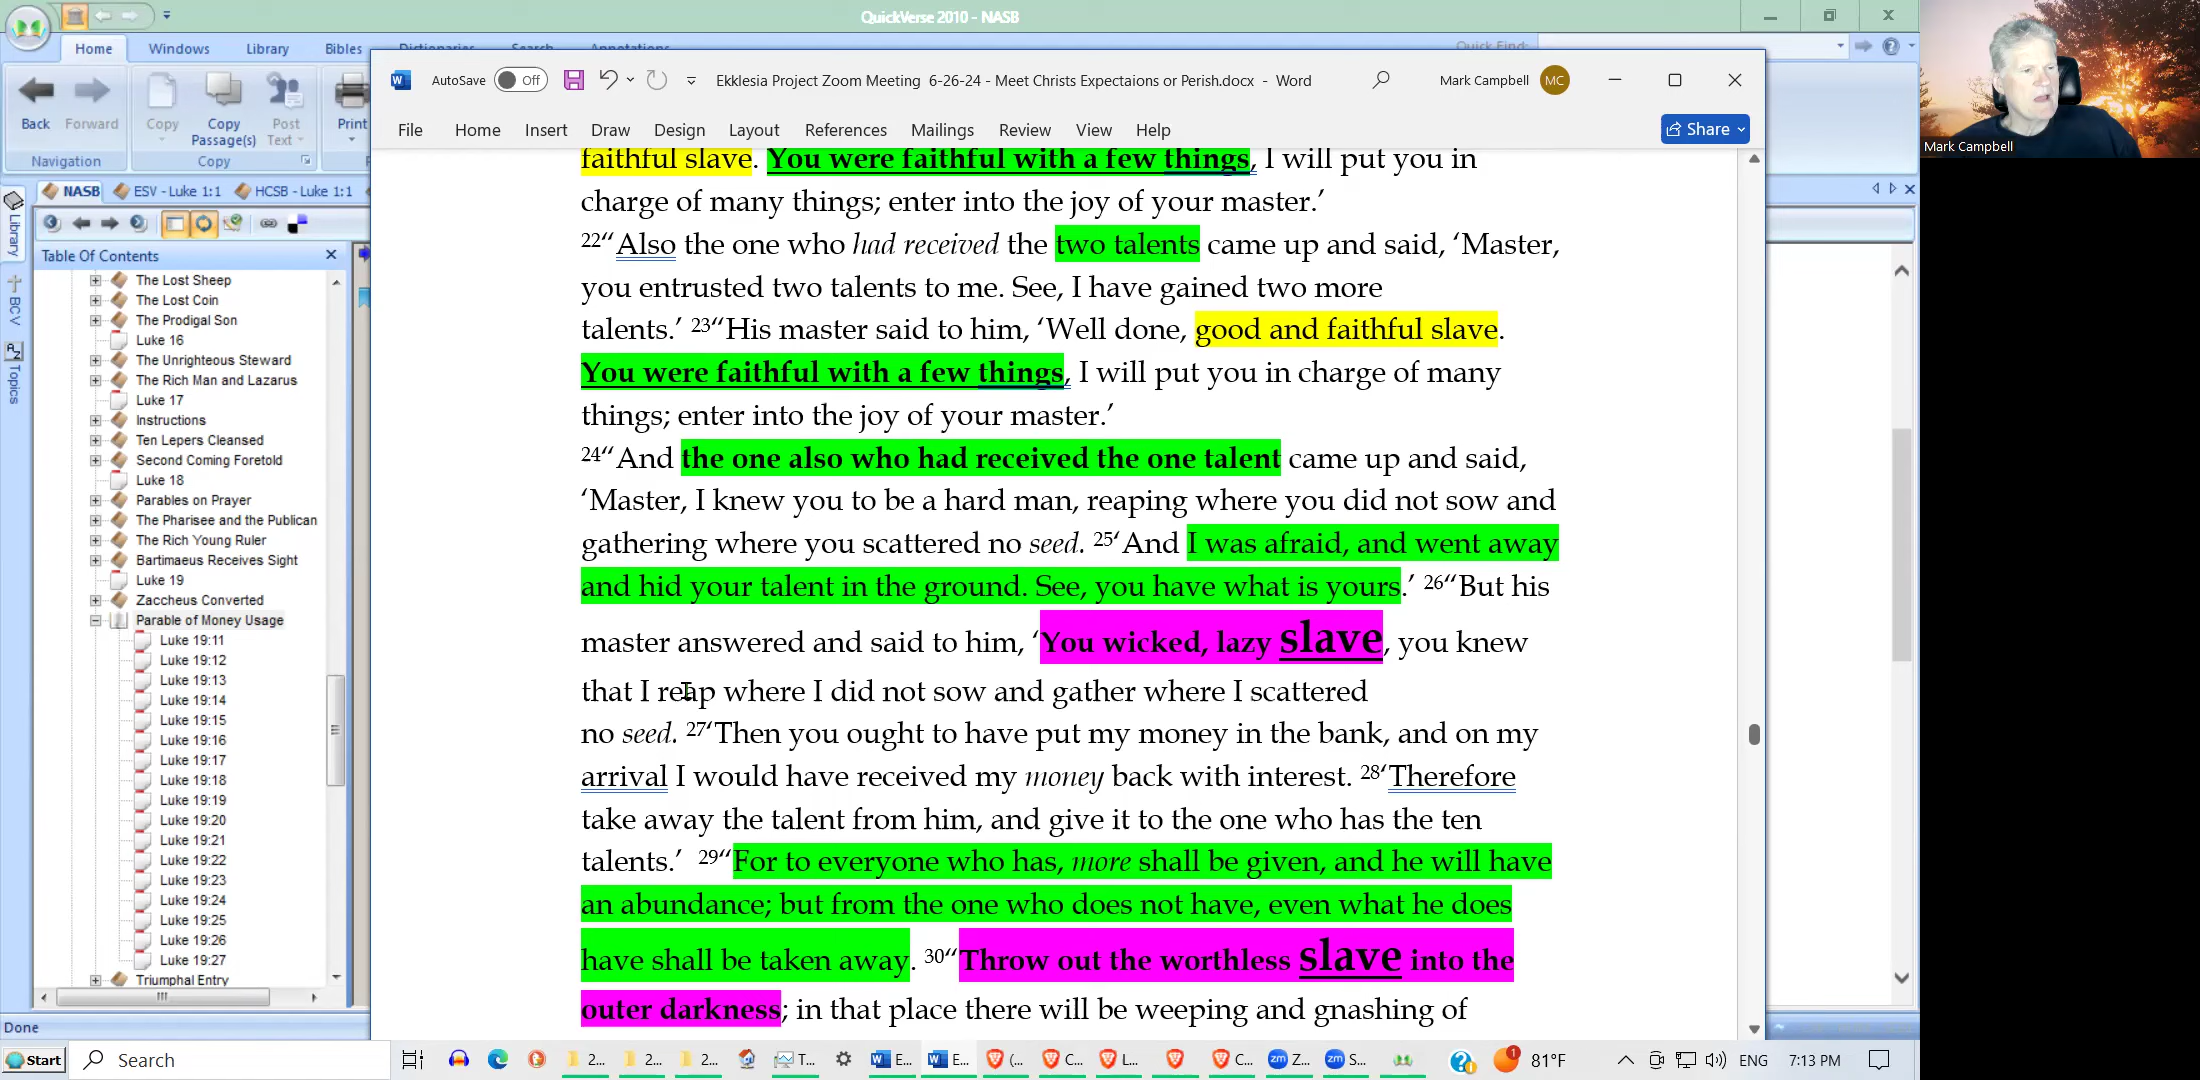 QuickVerse 2010 - NASB
Home Windows Library Bibles Dictionaries Search Annotations Quick Find:
Back Forward Copy Copy Passage(s) Post Text Print
Navigation Copy
NASB ESV - Luke 1:1 HCSB - Luke 1:1
Library
BCV
Topics
Table Of Contents
The Lost Sheep
The Lost Coin
The Prodigal Son
Luke 16
The Unrighteous Steward
The Rich Man and Lazarus
Luke 17
Instructions
Ten Lepers Cleansed
Second Coming Foretold
Luke 18
Parables on Prayer
The Pharisee and the Publican
The Rich Young Ruler
Bartimaeus Receives Sight
Luke 19
Zaccheus Converted
Parable of Money Usage
Luke 19:11
Luke 19:12
Luke 19:13
Luke 19:14
Luke 19:15
Luke 19:16
Luke 19:17
Luke 19:18
Luke 19:19
Luke 19:20
Luke 19:21
Luke 19:22
Luke 19:23
Luke 19:24
Luke 19:25
Luke 19:26
Luke 19:27
Triumphal Entry
Done
AutoSave Off Ekklesia Project Zoom Meeting 6-26-24 - Meet Christs Expectaions or Perish.docx - Word Mark Campbell MC
File Home Insert Draw Design Layout References Mailings Review View Help Share
faithful slave. You were faithful with a few things, I will put you in
charge of many things; enter into the joy of your master.’
22“Also the one who had received the two talents came up and said, ‘Master,
you entrusted two talents to me. See, I have gained two more
talents.’ 23“His master said to him, ‘Well done, good and faithful slave.
You were faithful with a few things, I will put you in charge of many
things; enter into the joy of your master.’
24“And the one also who had received the one talent came up and said,
‘Master, I knew you to be a hard man, reaping where you did not sow and
gathering where you scattered no seed. 25‘And I was afraid, and went away
and hid your talent in the ground. See, you have what is yours.’ 26“But his
master answered and said to him, ‘You wicked, lazy slave, you knew
that I reap where I did not sow and gather where I scattered
no seed. 27‘Then you ought to have put my money in the bank, and on my
arrival I would have received my money back with interest. 28‘Therefore
take away the talent from him, and give it to the one who has the ten
talents.’ 29“For to everyone who has, more shall be given, and he will have
an abundance; but from the one who does not have, even what he does
have shall be taken away. 30“Throw out the worthless slave into the
outer darkness; in that place there will be weeping and gnashing of
Mark Campbell
Start Search 2... 2... 2... T... E... E... (... C... L... C... Z... S... 1 81°F ENG 7:13 PM